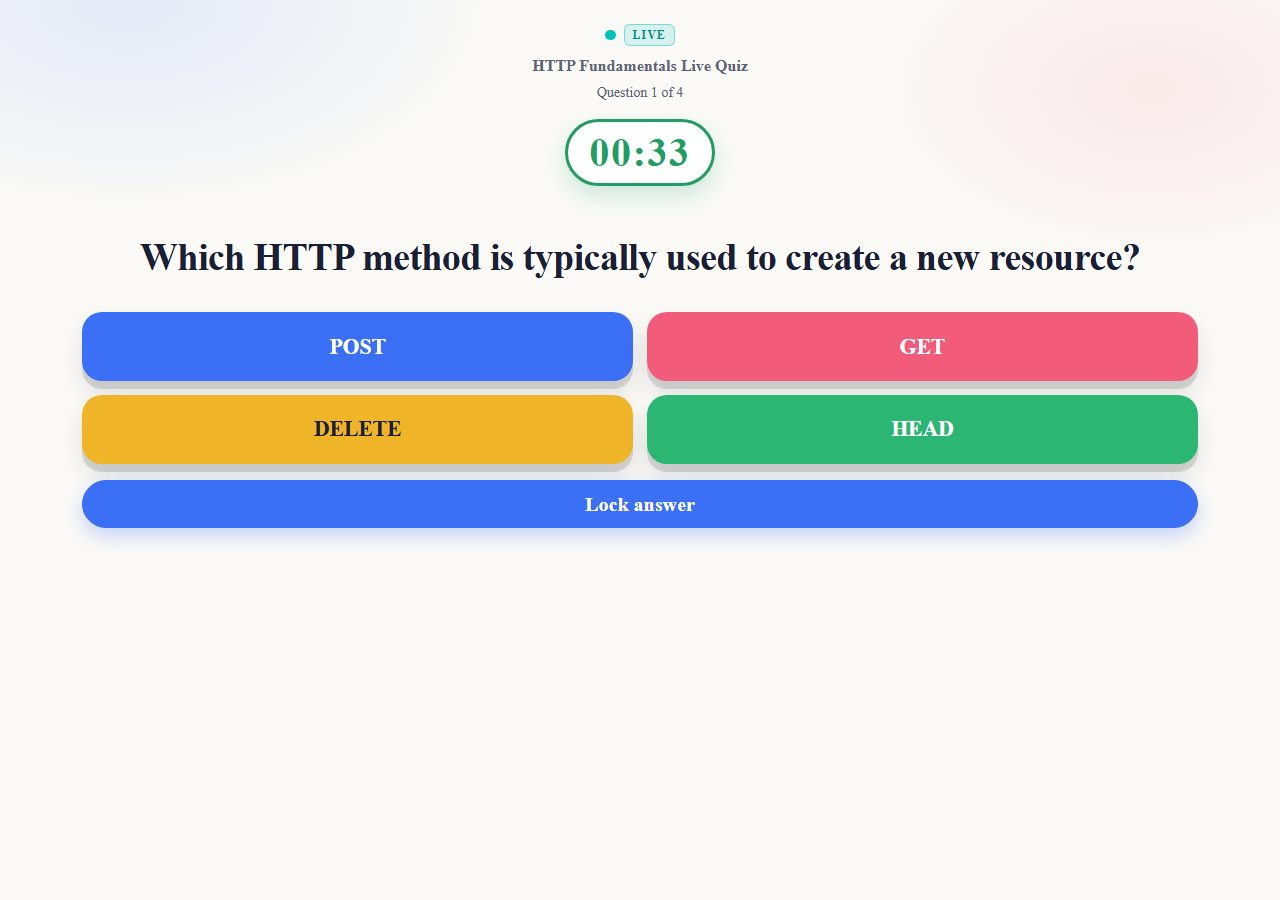 LIVE
HTTP Fundamentals Live Quiz
Question 1 of 4
00:33
Which HTTP method is typically used to create a new resource?
POST
GET
DELETE
HEAD
Lock answer